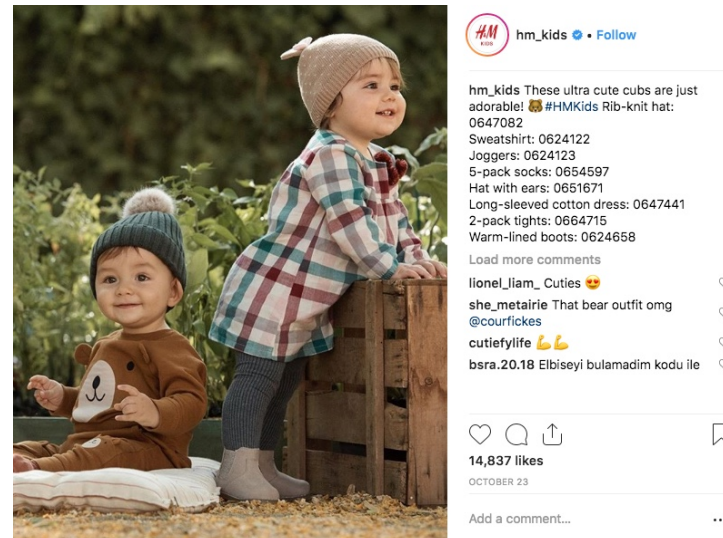 H&M
KIDS
hm_kids • Follow
hm_kids These ultra cute cubs are just
adorable! 🐻#HMKids Rib-knit hat:
0647082
Sweatshirt: 0624122
Joggers: 0624123
5-pack socks: 0654597
Hat with ears: 0651671
Long-sleeved cotton dress: 0647441
2-pack tights: 0664715
Warm-lined boots: 0624658
Load more comments
lionel_liam_ Cuties 😍
she_metairie That bear outfit omg
@courfickes
cutiefylife 💪💪
bsra.20.18 Elbiseyi bulamadim kodu ile
14,837 likes
OCTOBER 23
Add a comment...